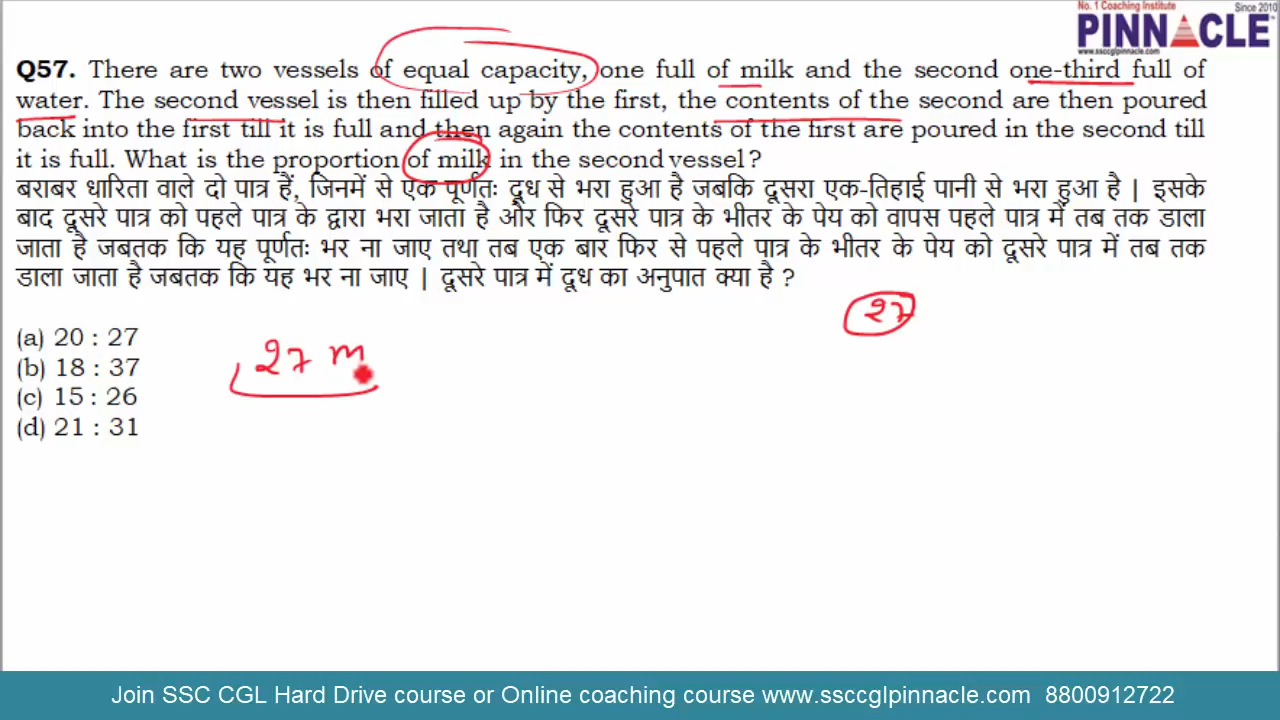 No. 1 Coaching Institute
Since 2010
PINNACLE
www.ssccglpinnacle.com
Q57. There are two vessels of equal capacity, one full of milk and the second one-third full of
water. The second vessel is then filled up by the first, the contents of the second are then poured
back into the first till it is full and then again the contents of the first are poured in the second till
it is full. What is the proportion of milk in the second vessel?
बराबर धारिता वाले दो पात्र हैं, जिनमें से एक पूर्णतः दूध से भरा हुआ है जबकि दूसरा एक-तिहाई पानी से भरा हुआ है | इसके
बाद दूसरे पात्र को पहले पात्र के द्वारा भरा जाता है और फिर दूसरे पात्र के भीतर के पेय को वापस पहले पात्र में तब तक डाला
जाता है जबतक कि यह पूर्णतः भर ना जाए तथा तब एक बार फिर से पहले पात्र के भीतर के पेय को दूसरे पात्र में तब तक
डाला जाता है जबतक कि यह भर ना जाए | दूसरे पात्र में दूध का अनुपात क्या है ?
27
(a) 20 : 27
27 m
(b) 18 : 37
(c) 15 : 26
(d) 21 : 31
Join SSC CGL Hard Drive course or Online coaching course www.ssccglpinnacle.com 8800912722